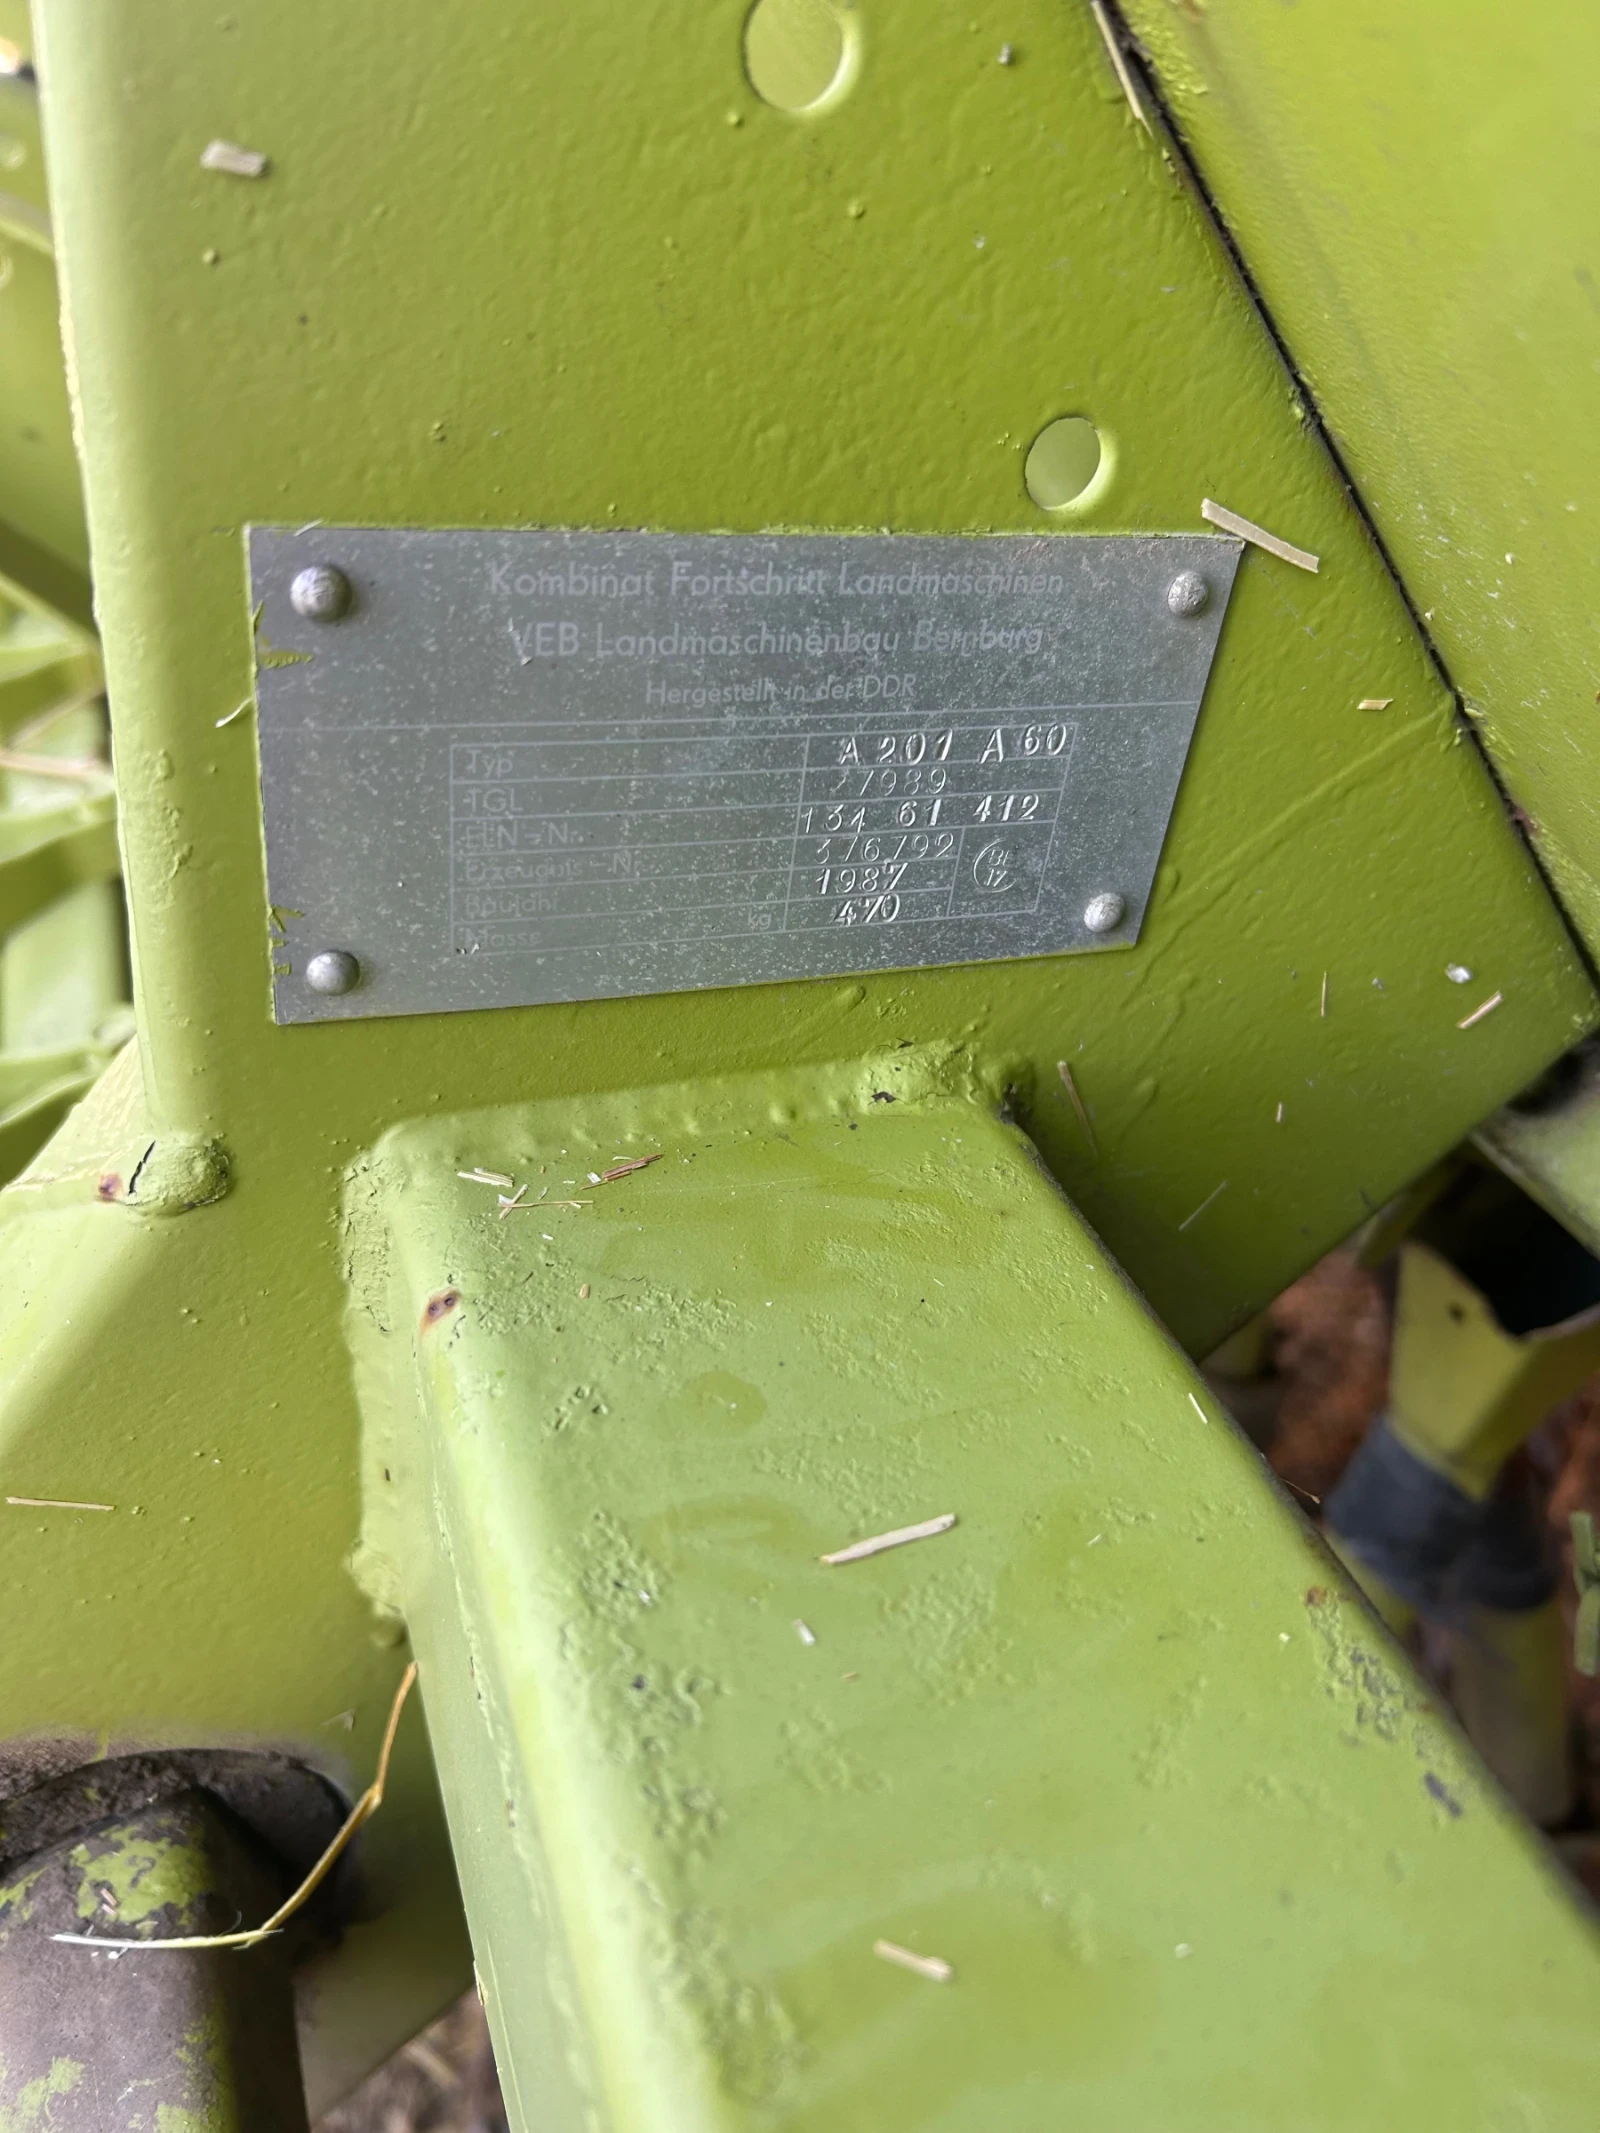 Kombinat Fortschritt Landmaschinen
VEB Landmaschinenbau Bernburg
Hergestellt in der DDR
Typ A 201 A 60
TGL 37989
ELN-Nr. 134 61 412
Erzeugnis-Nr. 376792
Baujahr 1987
Masse kg 470